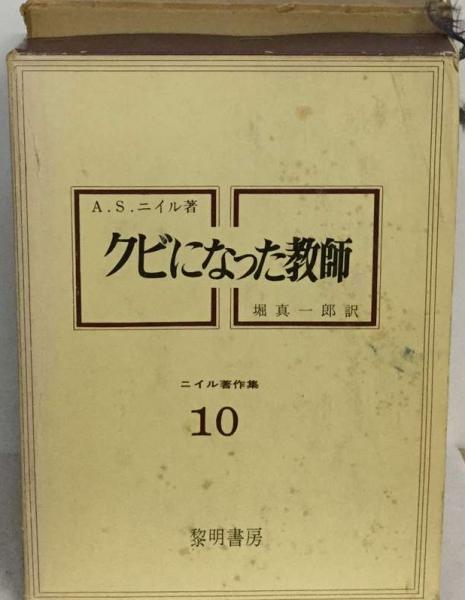 A.S.ニイル著
クビになった教師
堀真一郎訳
ニイル著作集
10
黎明書房